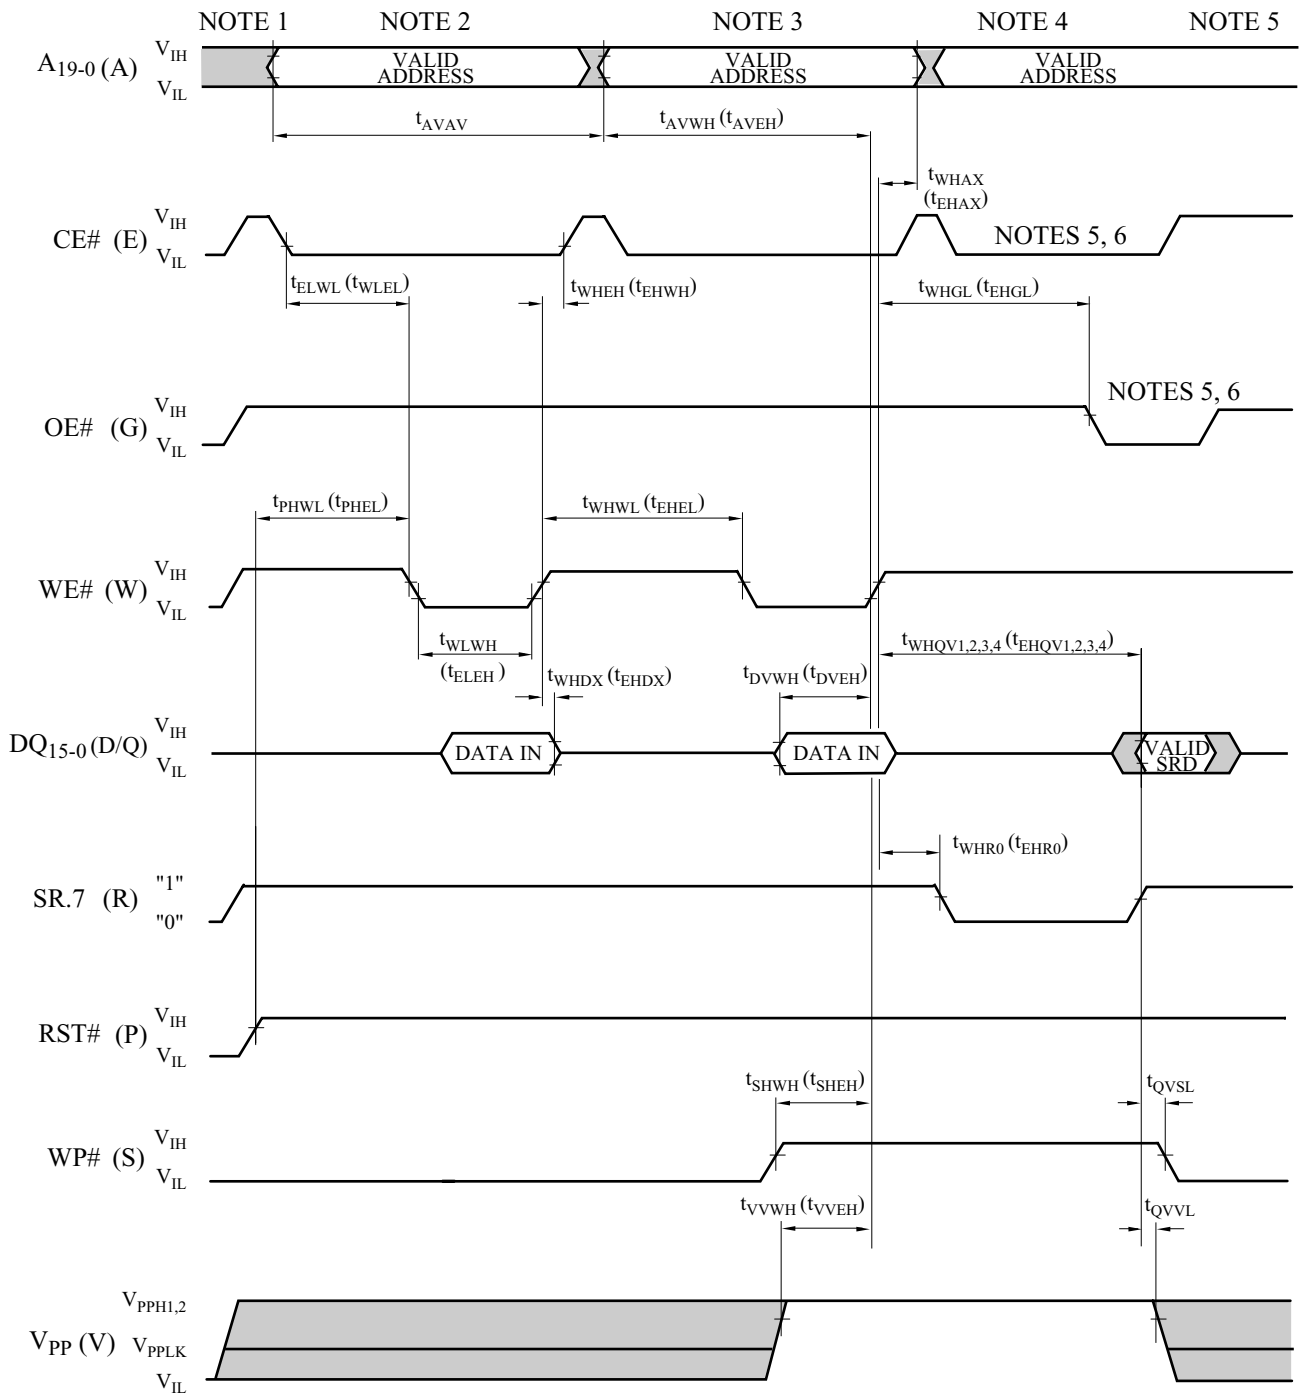 NOTE 1 NOTE 2 NOTE 3 NOTE 4 NOTE 5
A19-0 (A) VIH VALID ADDRESS VALID ADDRESS VALID ADDRESS
VIL
tAVAV tAVWH (tAVEH)
tWHAX
(tEHAX)
CE# (E) VIH
VIL NOTES 5, 6
tELWL (tWLEL) tWHEH (tEHWH) tWHGL (tEHGL)
OE# (G) VIH NOTES 5, 6
VIL
tPHWL (tPHEL) tWHWL (tEHEL)
WE# (W) VIH
VIL
tWLWH tWHQV1,2,3,4 (tEHQV1,2,3,4)
(tELEH ) tWHDX (tEHDX) tDVWH (tDVEH)
DQ15-0 (D/Q) VIH
VIL DATA IN DATA IN VALID SRD
tWHR0 (tEHR0)
SR.7 (R) "1"
"0"
RST# (P) VIH
VIL
tSHWH (tSHEH) tQVSL
WP# (S) VIH
VIL
tVVWH (tVVEH) tQVVL
VPPH1,2
VPP (V) VPPLK
VIL